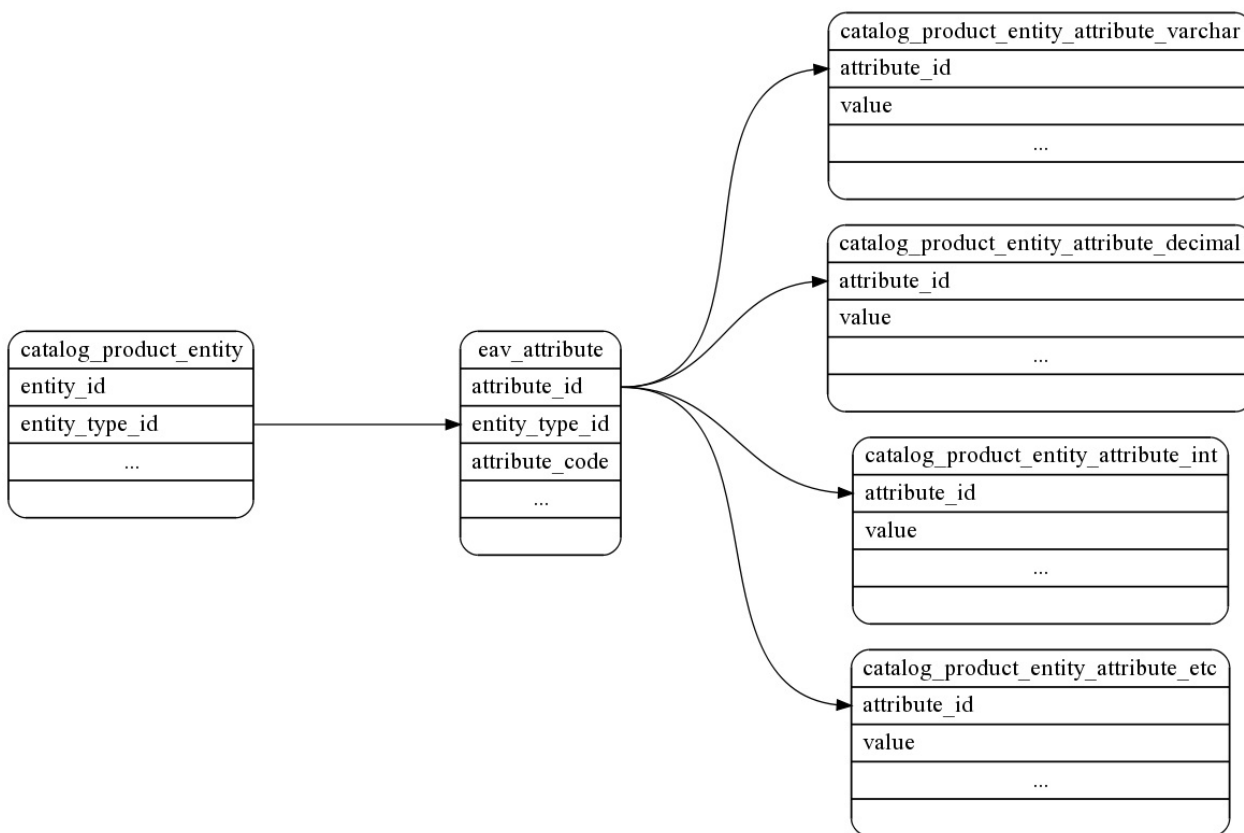 catalog_product_entity
entity_id
entity_type_id
...
eav_attribute
attribute_id
entity_type_id
attribute_code
...
catalog_product_entity_attribute_varchar
attribute_id
value
...
catalog_product_entity_attribute_decimal
attribute_id
value
...
catalog_product_entity_attribute_int
attribute_id
value
...
catalog_product_entity_attribute_etc
attribute_id
value
...